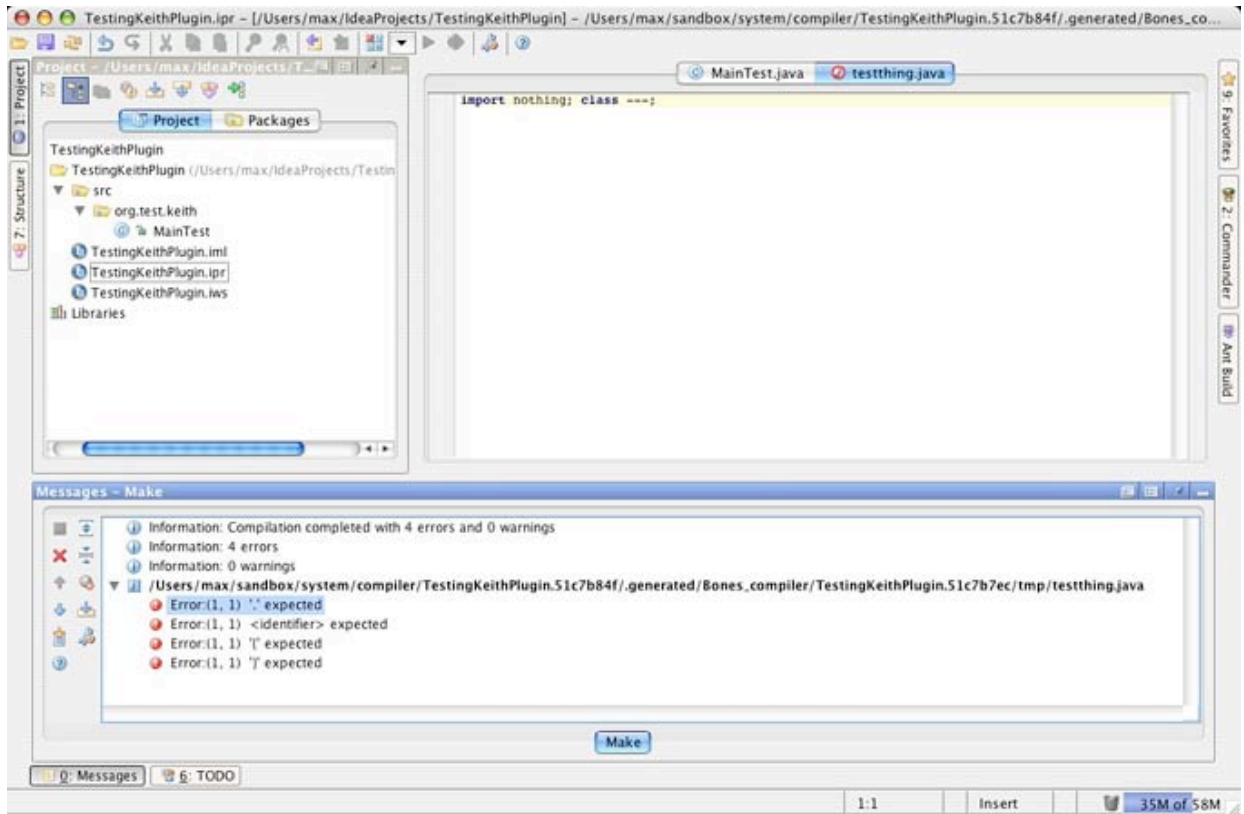 TestingKeithPlugin.ipr – [/Users/max/IdeaProjects/TestingKeithPlugin] – /Users/max/sandbox/system/compiler/TestingKeithPlugin.51c7b84f/.generated/Bones_co...
Project – /Users/max/IdeaProjects/T...
1: Project
7: Structure
Project
Packages
TestingKeithPlugin
TestingKeithPlugin (/Users/max/IdeaProjects/Testin
src
org.test.keith
MainTest
TestingKeithPlugin.iml
TestingKeithPlugin.ipr
TestingKeithPlugin.iws
Libraries
MainTest.java
testthing.java
import nothing; class ---;
9: Favorites
2: Commander
Ant Build
Messages – Make
Information: Compilation completed with 4 errors and 0 warnings
Information: 4 errors
Information: 0 warnings
/Users/max/sandbox/system/compiler/TestingKeithPlugin.51c7b84f/.generated/Bones_compiler/TestingKeithPlugin.51c7b7ec/tmp/testthing.java
Error:(1, 1) '.' expected
Error:(1, 1) <identifier> expected
Error:(1, 1) expected
Error:(1, 1) expected
Make
0: Messages
6: TODO
1:1
Insert
35M of 58M